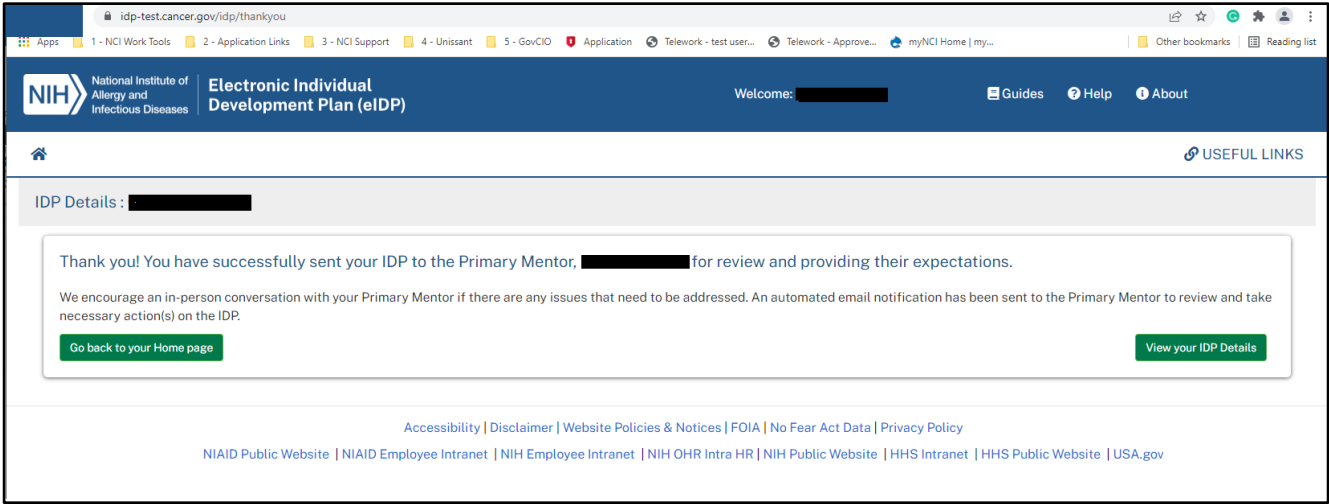 idp-test.cancer.gov/idp/thankyou
Apps 1 - NCI Work Tools 2 - Application Links 3 - NCI Support 4 - Unissant 5 - GovCIO Application Telework - test user... Telework - Approve... myNCI Home | my... Other bookmarks Reading list
NIH National Institute of Allergy and Infectious Diseases
Electronic Individual
Development Plan (eIDP)
Welcome:
Guides Help About
USEFUL LINKS
IDP Details :
Thank you! You have successfully sent your IDP to the Primary Mentor, for review and providing their expectations.
We encourage an in-person conversation with your Primary Mentor if there are any issues that need to be addressed. An automated email notification has been sent to the Primary Mentor to review and take
necessary action(s) on the IDP.
Go back to your Home page View your IDP Details
Accessibility | Disclaimer | Website Policies & Notices | FOIA | No Fear Act Data | Privacy Policy
NIAID Public Website | NIAID Employee Intranet | NIH Employee Intranet | NIH OHR Intra HR | NIH Public Website | HHS Intranet | HHS Public Website | USA.gov